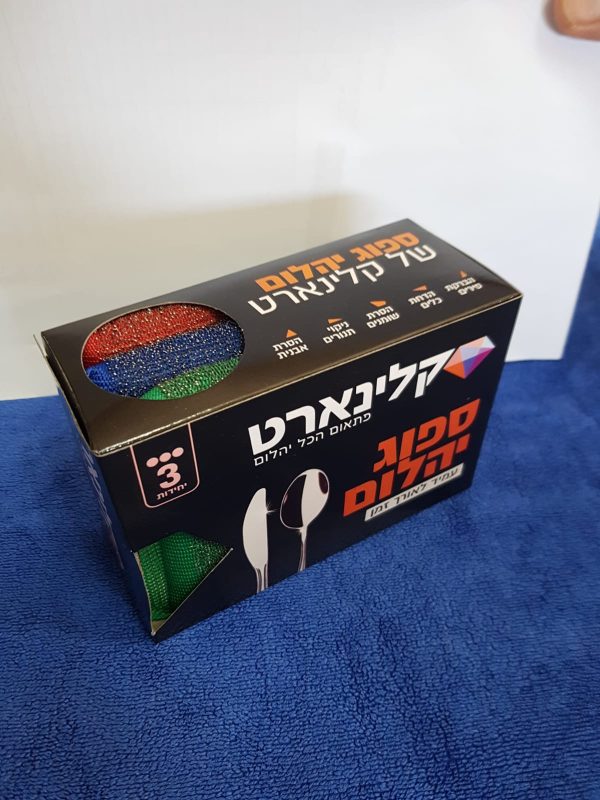 ספוג יהלום
של קלינארט
הברקת
סירים
הדחת
כלים
הסרת
שומנים
ניקוי
תנורים
הסרת
אבנית
קלינארט
פתאום הכל יהלום
ספוג
יהלום
עמיד לאורך זמן
3
יחידות